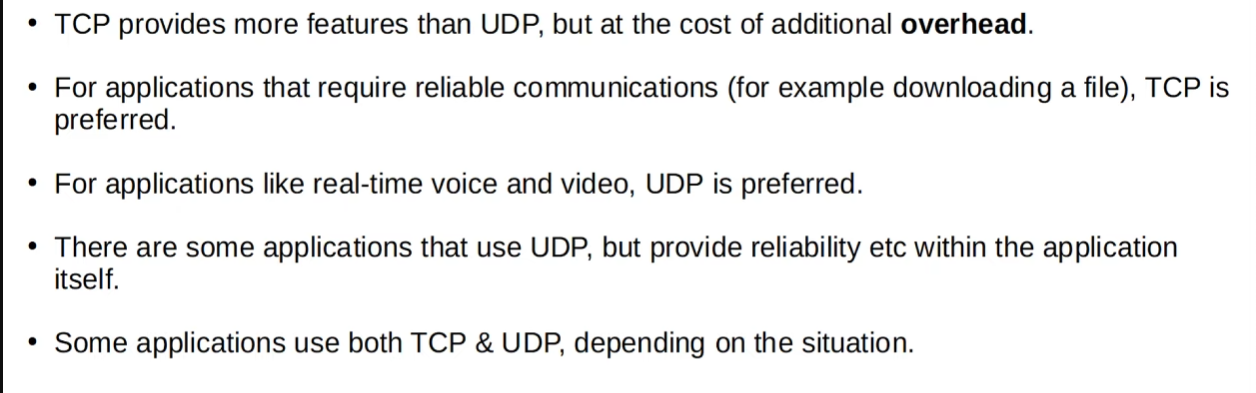 • TCP provides more features than UDP, but at the cost of additional overhead.
• For applications that require reliable communications (for example downloading a file), TCP is
preferred.
• For applications like real-time voice and video, UDP is preferred.
• There are some applications that use UDP, but provide reliability etc within the application
itself.
• Some applications use both TCP & UDP, depending on the situation.